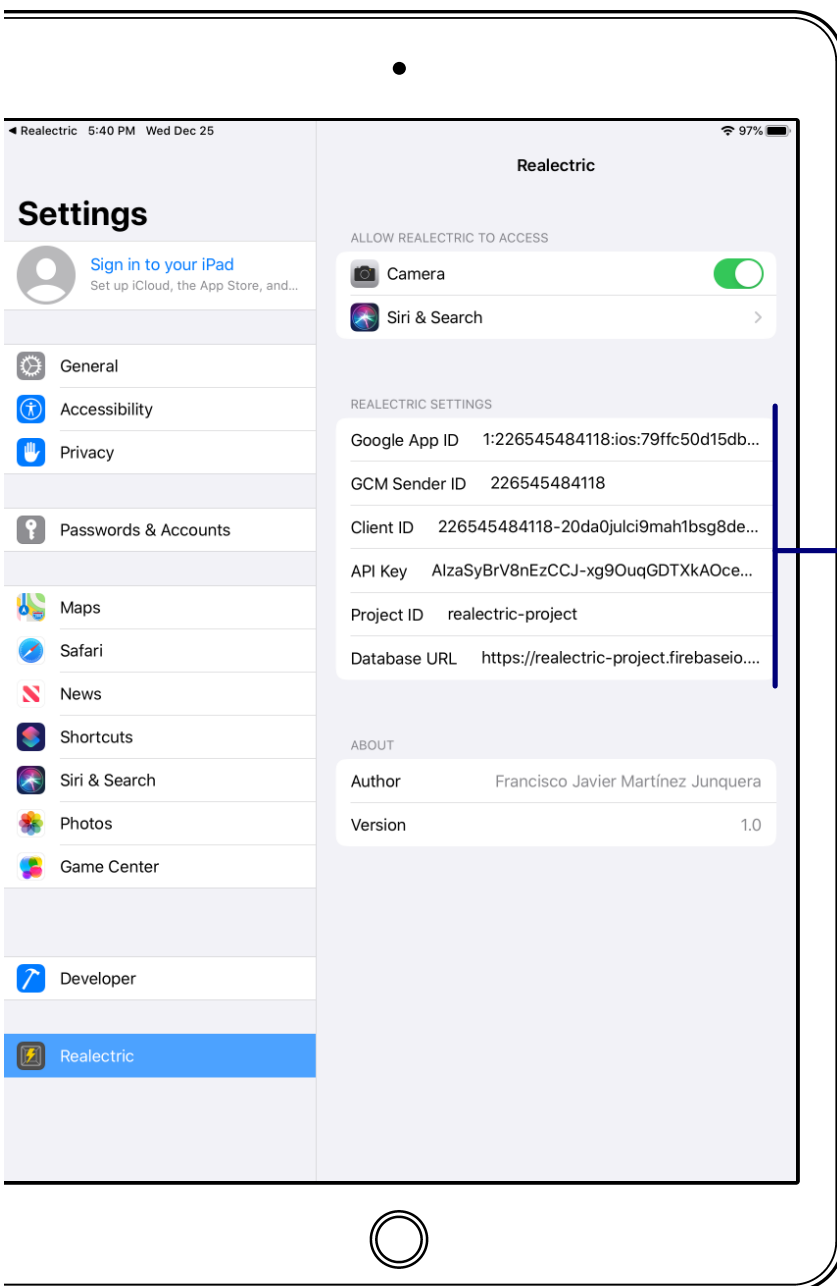 ◀ Realectric 5:40 PM Wed Dec 25
97%
Settings
Sign in to your iPad
Set up iCloud, the App Store, and...
General
Accessibility
Privacy
Passwords & Accounts
Maps
Safari
News
Shortcuts
Siri & Search
Photos
Game Center
Developer
Realectric
Realectric
ALLOW REALECTRIC TO ACCESS
Camera
Siri & Search
REALECTRIC SETTINGS
Google App ID 1:226545484118:ios:79ffc50d15db...
GCM Sender ID 226545484118
Client ID 226545484118-20da0julci9mah1bsg8de...
API Key AIzaSyBrV8nEzCCJ-xg9OuqGDTXkAOce...
Project ID realectric-project
Database URL https://realectric-project.firebaseio....
ABOUT
Author Francisco Javier Martínez Junquera
Version 1.0